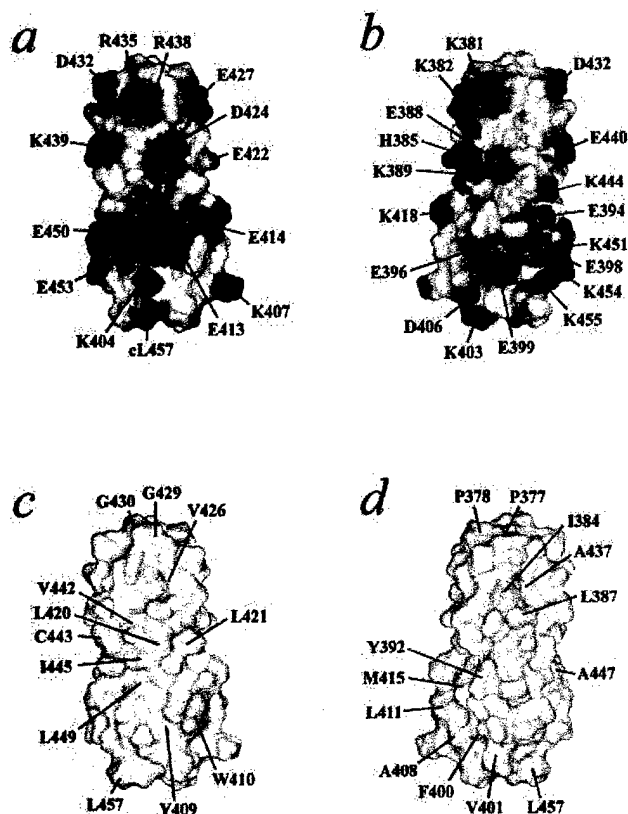 a
R435
R438
D432
E427
D424
K439
E422
E450
E414
E453
K407
K404
E413
cL457
b
K381
K382
D432
E388
H385
E440
K389
K444
K418
E394
K451
E396
E398
K454
D406
K455
K403
E399
c
G430
G429
V426
V442
L420
L421
C443
I445
L449
W410
L457
Y409
d
P378
P377
I384
A437
L387
Y392
M415
A447
L411
A408
F400
V401
L457